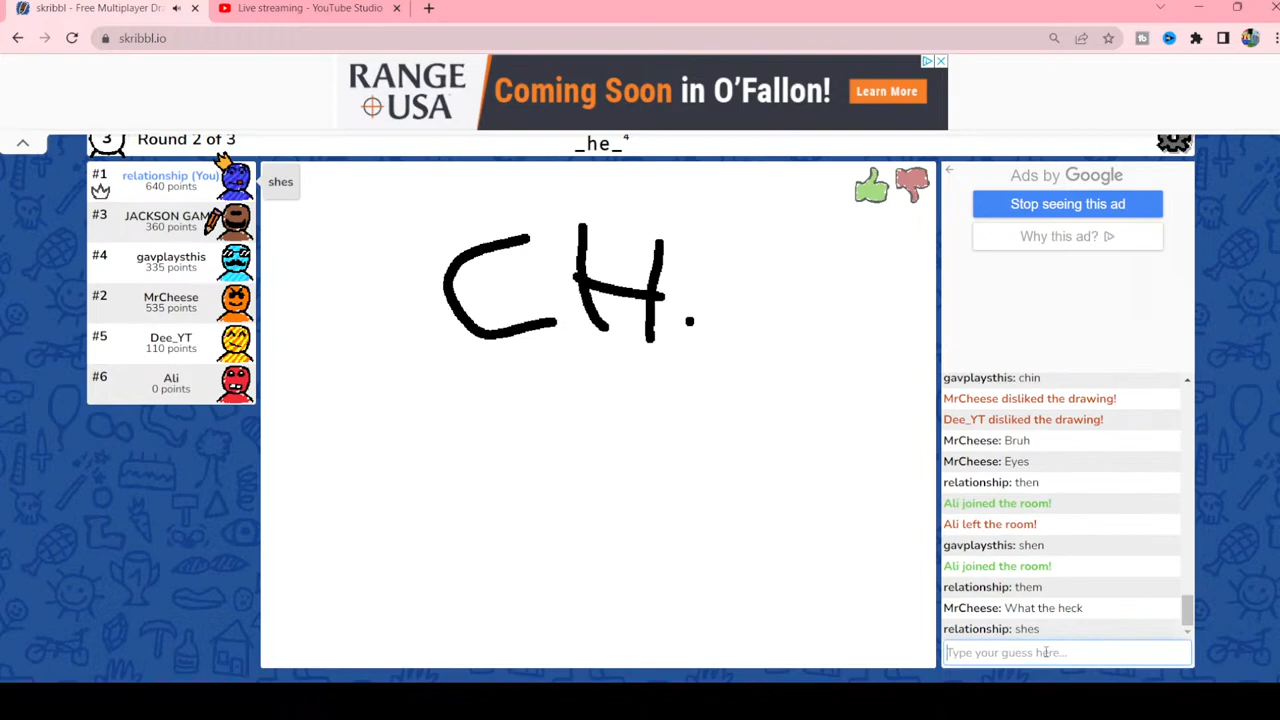 skribbl - Free Multiplayer Dra
Live streaming - YouTube Studio
skribbl.io
RANGE
USA
Coming Soon in O'Fallon!
Learn More
3
Round 2 of 3
_he_ 4
#1
relationship (You)
640 points
shes
#3
JACKSON GAM
360 points
#4
gavplaysthis
335 points
#2
MrCheese
535 points
#5
Dee_YT
110 points
#6
Ali
0 points
CH.
Ads by Google
Stop seeing this ad
Why this ad?
gavplaysthis: chin
MrCheese disliked the drawing!
Dee_YT disliked the drawing!
MrCheese: Bruh
MrCheese: Eyes
relationship: then
Ali joined the room!
Ali left the room!
gavplaysthis: shen
Ali joined the room!
relationship: them
MrCheese: What the heck
relationship: shes
Type your guess here...